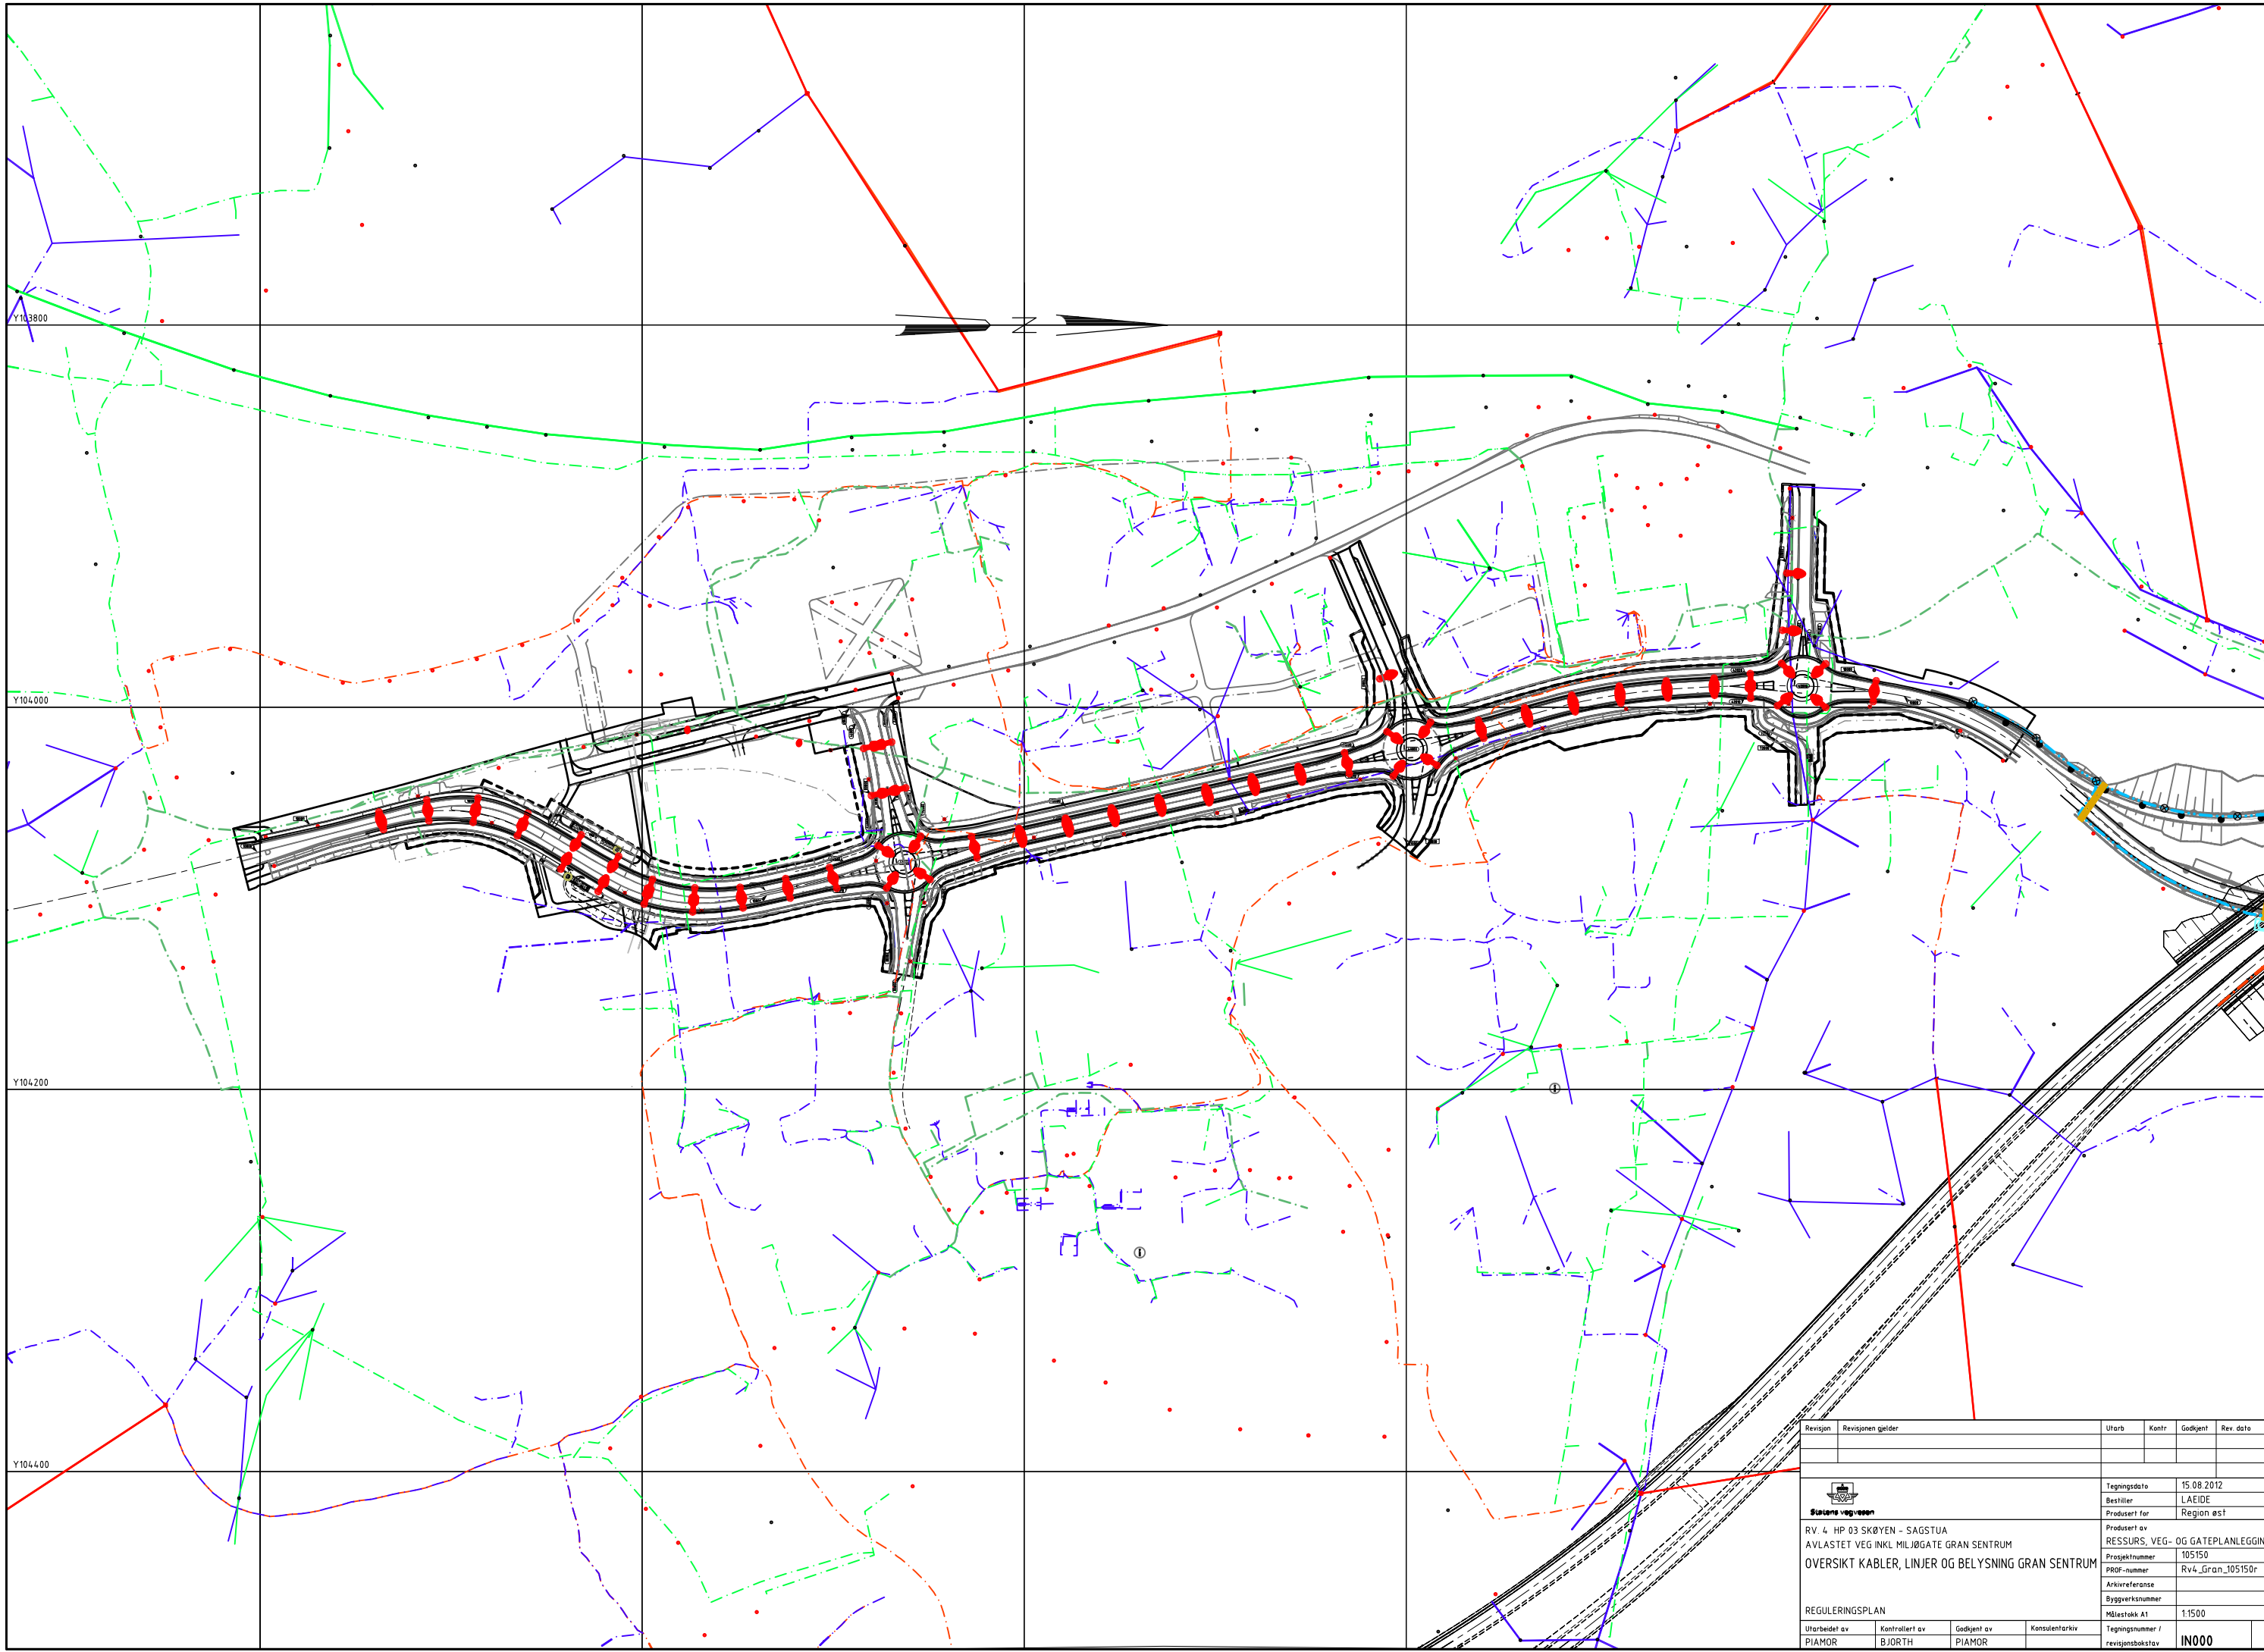 Y103800
N
Y104000
Y104200
Y104400
Revisjon Revisjonen gjelder Utarb Kontr Godkjent Rev. dato
Statens vegvesen
Tegningsdato 15.08.2012
Bestiller LAEIDE
Produsert for Region øst
Produsert av
RESSURS, VEG- OG GATEPLANLEGGIN
Prosjektnummer 105150
PROF-nummer Rv4_Gran_105150r
Arkivreferanse
Byggverksnummer
Målestokk A1 1:1500
RV. 4 HP 03 SKØYEN - SAGSTUA
AVLASTET VEG INKL MILJØGATE GRAN SENTRUM
OVERSIKT KABLER, LINJER OG BELYSNING GRAN SENTRUM
REGULERINGSPLAN
Utarbeidet av Kontrollert av Godkjent av Konsulentarkiv
PIAMOR BJORTH PIAMOR
Tegningsnummer /
revisjonsbokstav IN000